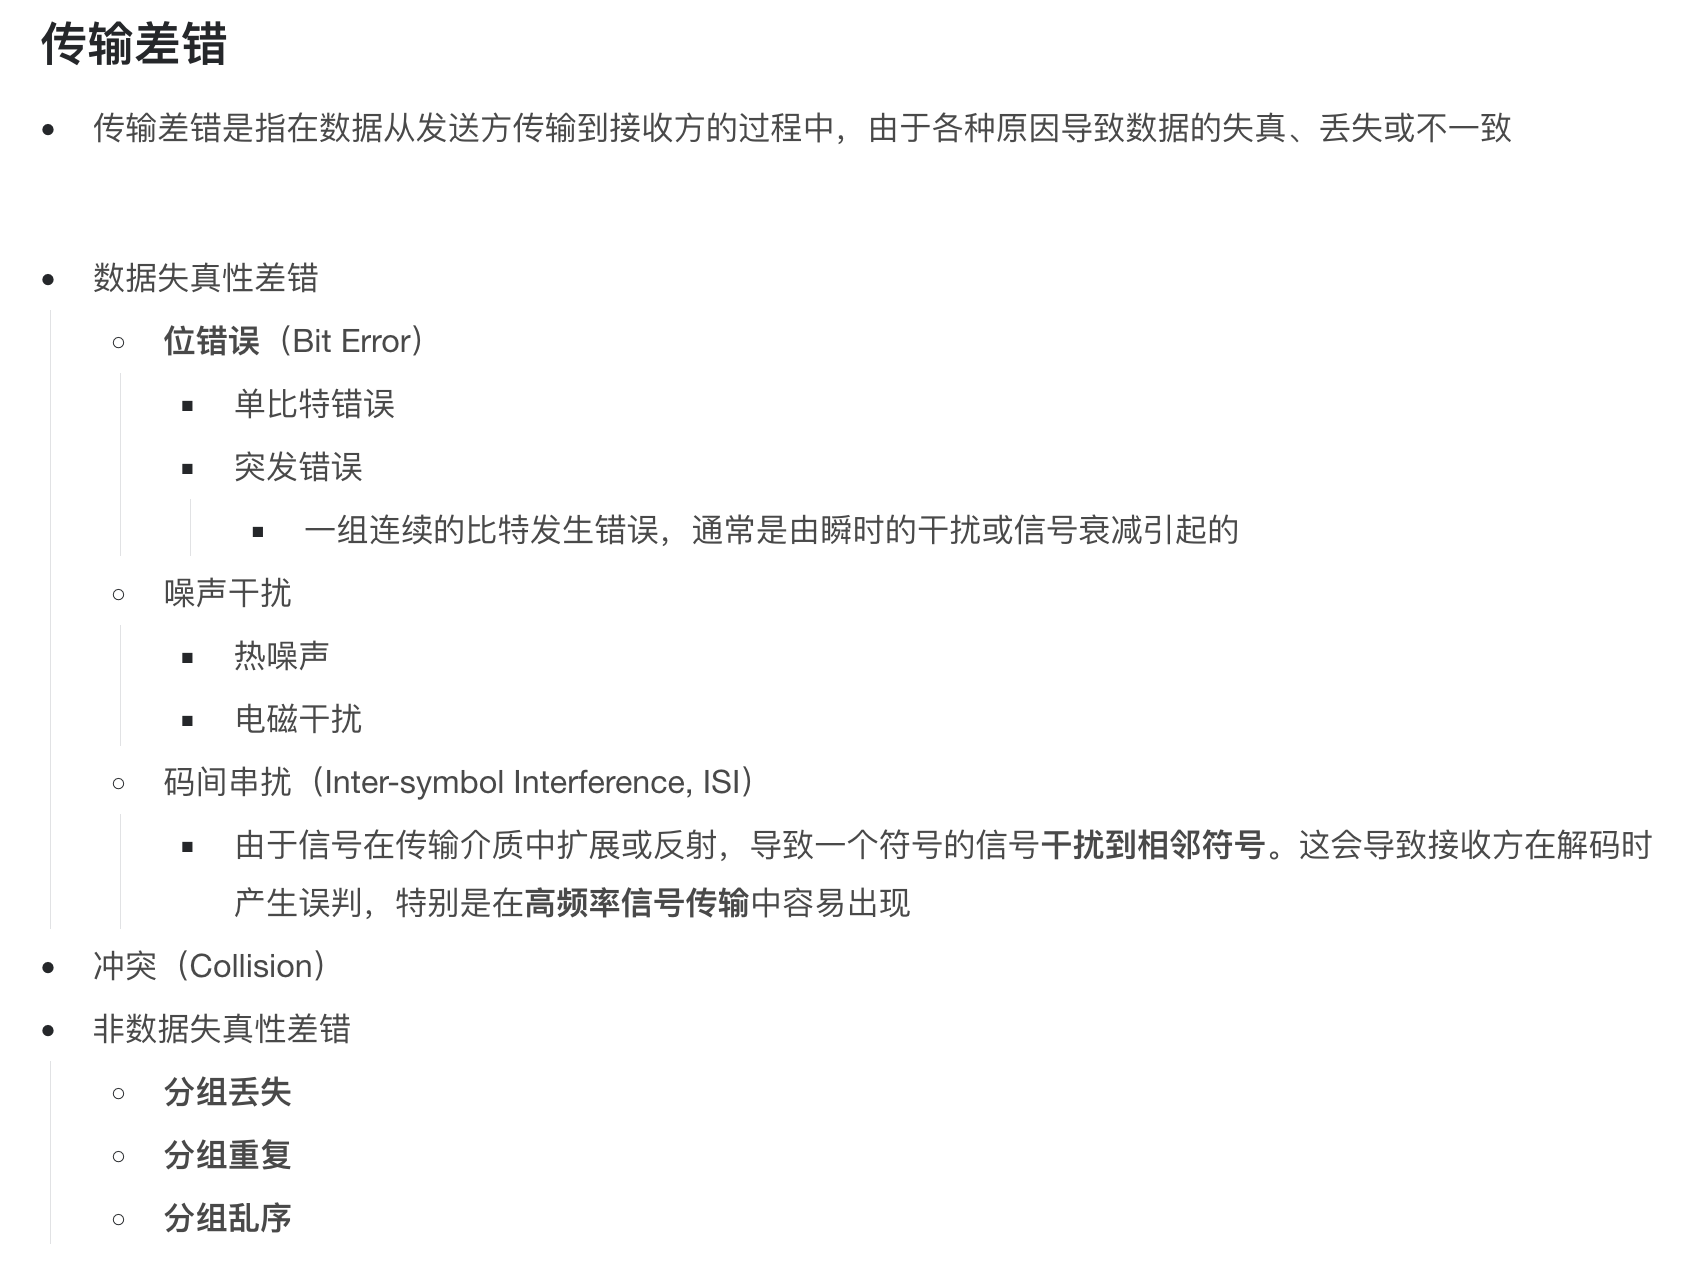 传输差错
传输差错是指在数据从发送方传输到接收方的过程中，由于各种原因导致数据的失真、丢失或不一致
数据失真性差错
位错误（Bit Error）
单比特错误
突发错误
一组连续的比特发生错误，通常是由瞬时的干扰或信号衰减引起的
噪声干扰
热噪声
电磁干扰
码间串扰（Inter-symbol Interference, ISI）
由于信号在传输介质中扩展或反射，导致一个符号的信号干扰到相邻符号。这会导致接收方在解码时
产生误判，特别是在高频率信号传输中容易出现
冲突（Collision）
非数据失真性差错
分组丢失
分组重复
分组乱序